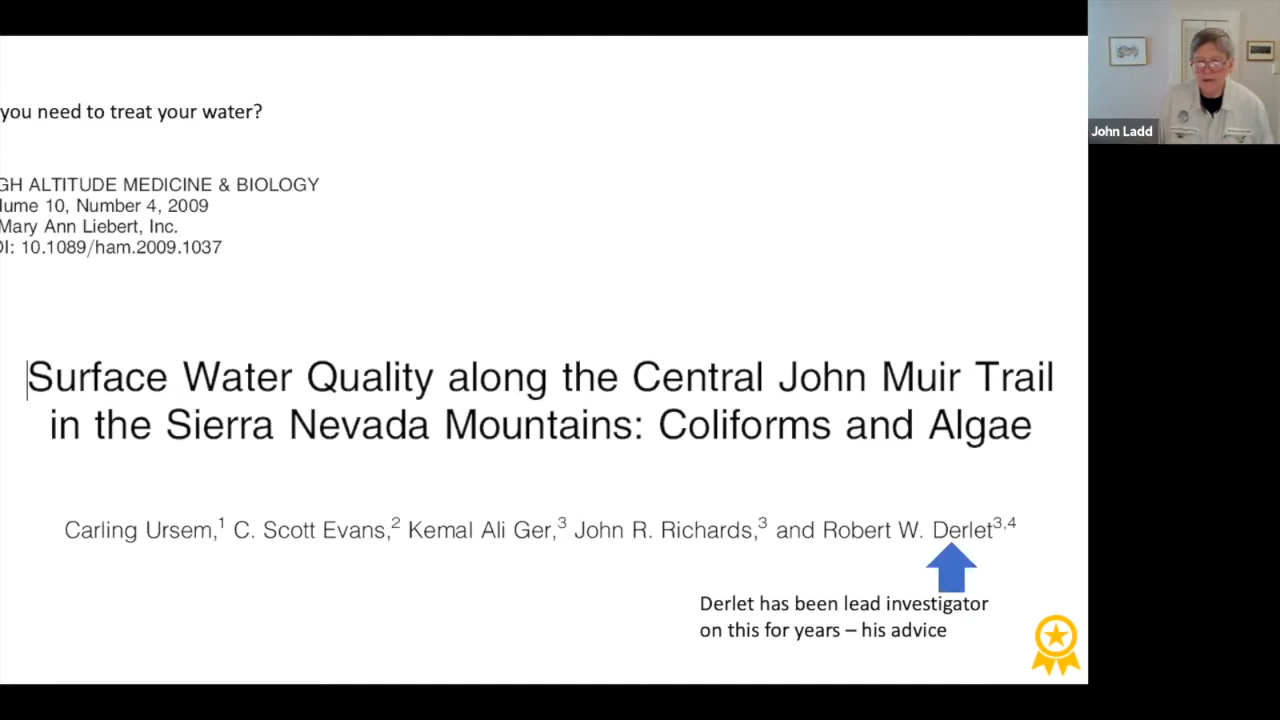 you need to treat your water?
GH ALTITUDE MEDICINE & BIOLOGY
lume 10, Number 4, 2009
Mary Ann Liebert, Inc.
OI: 10.1089/ham.2009.1037
Surface Water Quality along the Central John Muir Trail
in the Sierra Nevada Mountains: Coliforms and Algae
Carling Ursem,1 C. Scott Evans,2 Kemal Ali Ger,3 John R. Richards,3 and Robert W. Derlet3,4
Derlet has been lead investigator
on this for years – his advice
John Ladd